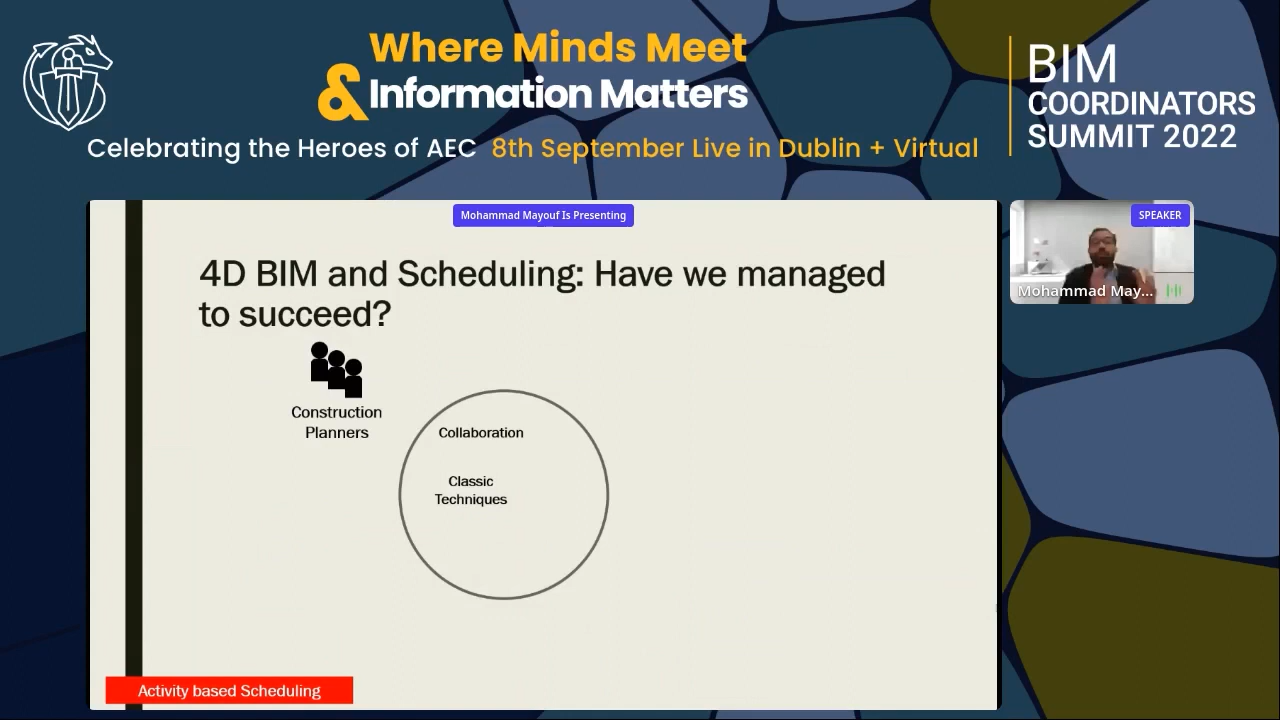 Where Minds Meet
& Information Matters
Celebrating the Heroes of AEC 8th September Live in Dublin + Virtual
BIM
COORDINATORS
SUMMIT 2022
Mohammad Mayouf Is Presenting
SPEAKER
Mohammad May...
4D BIM and Scheduling: Have we managed
to succeed?
Construction
Planners
Collaboration
Classic
Techniques
Activity based Scheduling